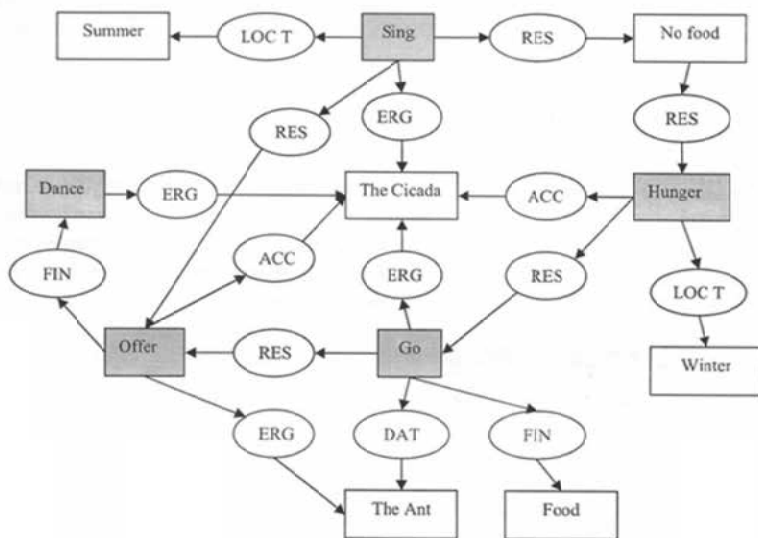 Summer
LOC T
Sing
RES
No food
RES
ERG
RES
Dance
ERG
The Cicada
ACC
Hunger
FIN
ACC
ERG
RES
LOC T
Offer
RES
Go
Winter
ERG
DAT
FIN
The Ant
Food